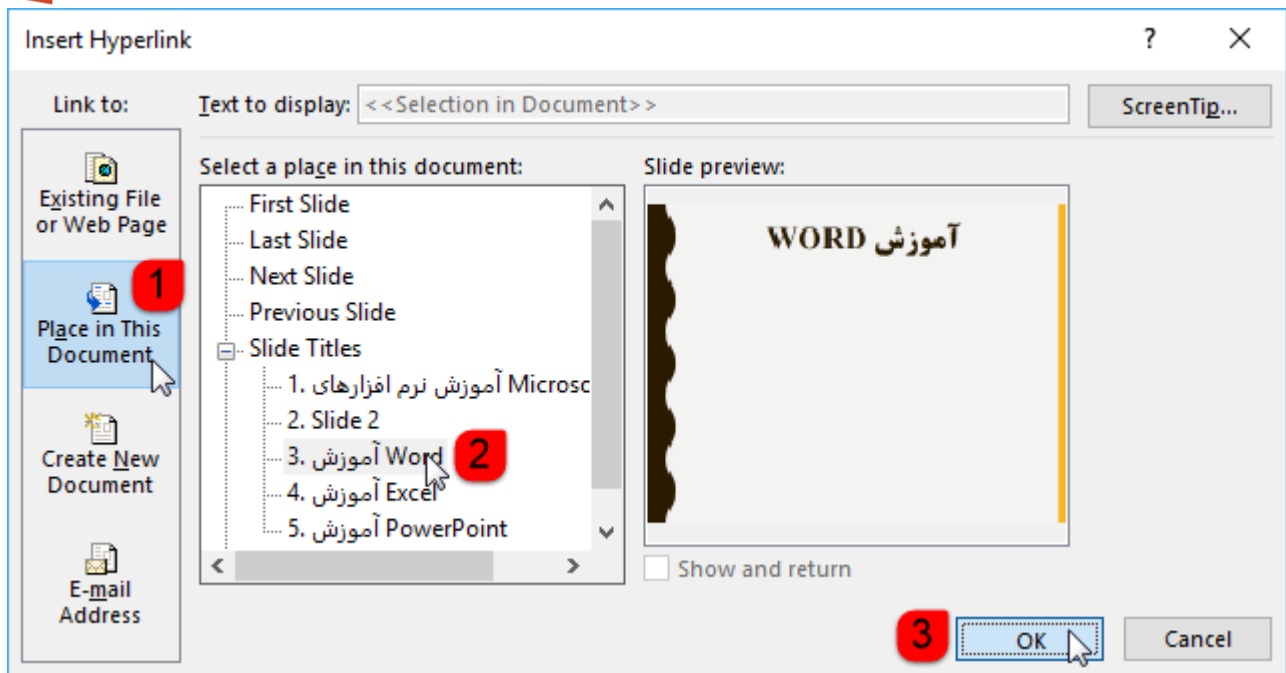 Insert Hyperlink
?
Link to:
Text to display: <<Selection in Document>>
ScreenTip...
Existing File
or Web Page
1
Place in This
Document
Create New
Document
E-mail
Address
Select a place in this document:
First Slide
Last Slide
Next Slide
Previous Slide
Slide Titles
1. آموزش نرم افزارهای Microsc
2. Slide 2
3. آموزش Word
2
4. آموزش Excel
5. آموزش PowerPoint
Slide preview:
آموزش WORD
Show and return
3
OK
Cancel